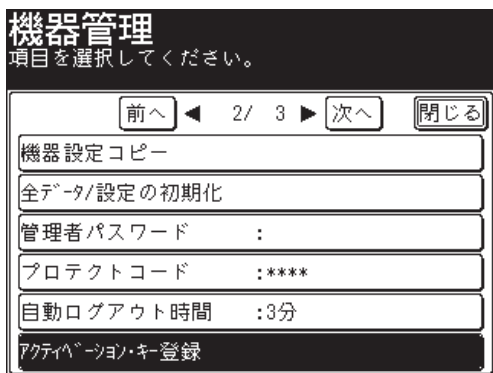 機器管理
項目を選択してください。
前へ ◀ 2/ 3 ▶ 次へ 閉じる
機器設定コピー
全ﾃﾞｰﾀ/設定の初期化
管理者パスワード :
プロテクトコード :****
自動ログアウト時間 :3分
ｱｸﾃｨﾍﾞｰｼｮﾝ･ｷｰ登録